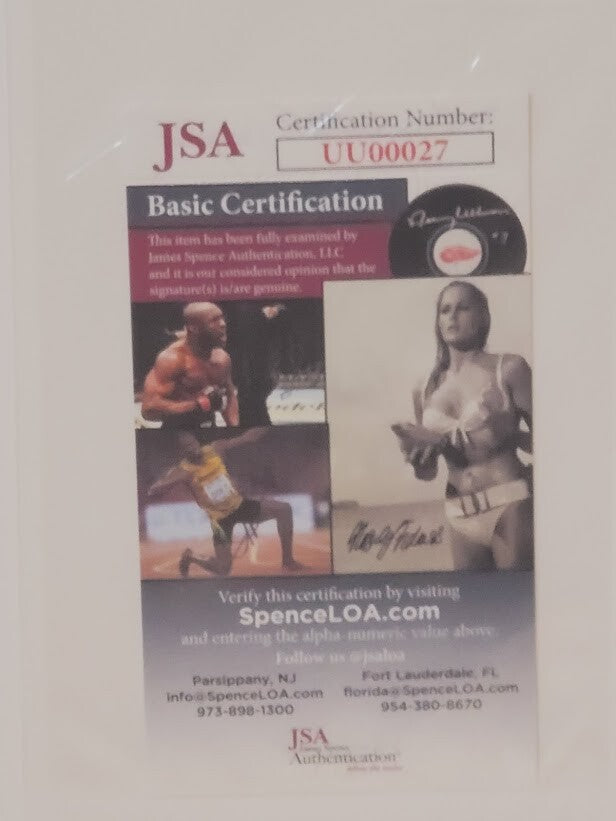 JSA
Certification Number:
UU00027
Basic Certification
This item has been fully examined by
James Spence Authentication, LLC
and it is our considered opinion that the
signature(s) is/are genuine.
Verify this certification by visiting
SpenceLOA.com
and entering the alpha-numeric value above.
Follow us @jsaloa
Parsippany, NJ
info@SpenceLOA.com
973-898-1300
Fort Lauderdale, FL
florida@SpenceLOA.com
954-380-8670
JSA
James Spence
Authentication